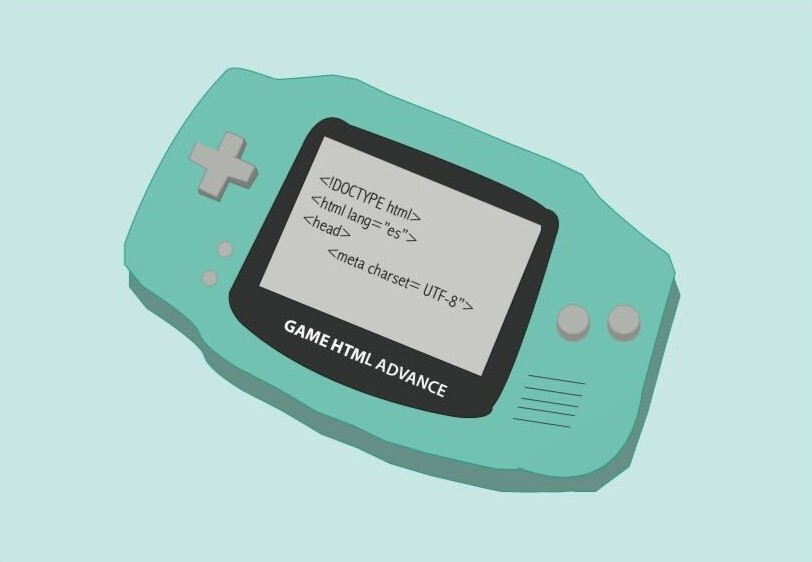 <!DOCTYPE html>
<html lang="es">
<head>
<meta charset= UTF-8">
GAME HTML ADVANCE